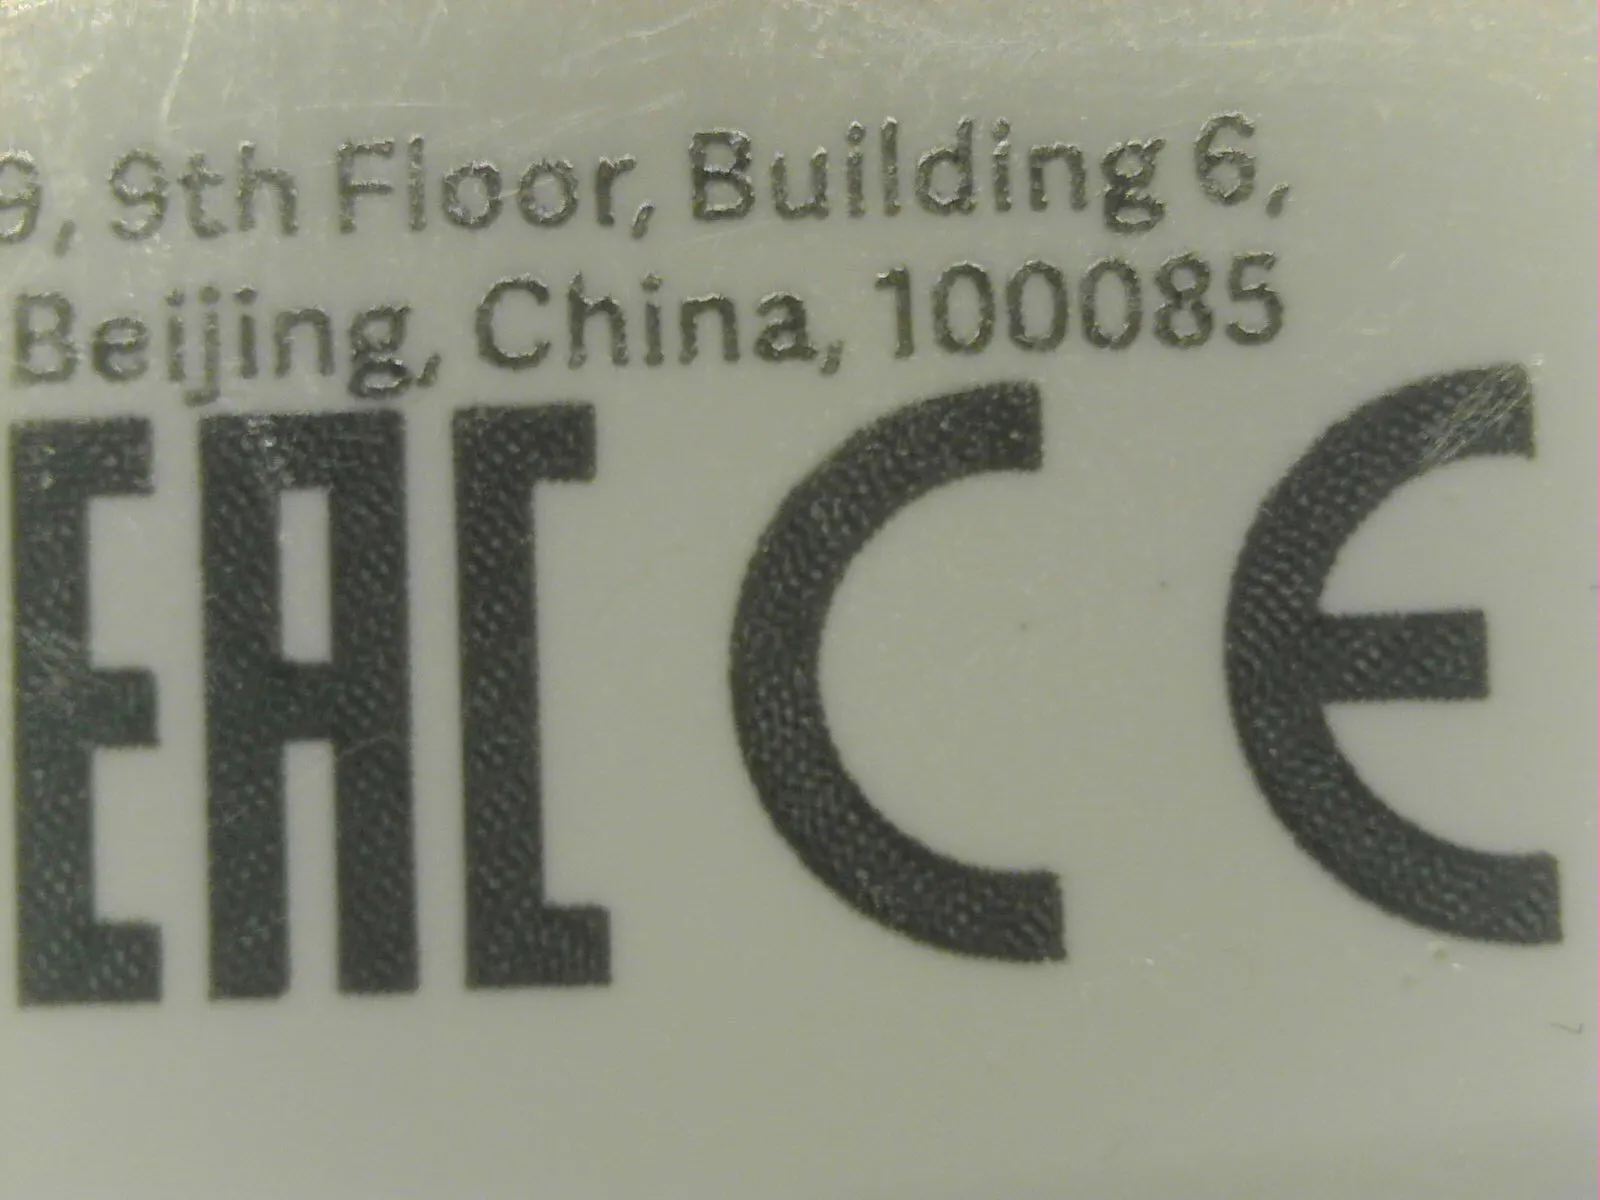 9, 9th Floor, Building 6,
Beijing, China, 100085
EAC CE